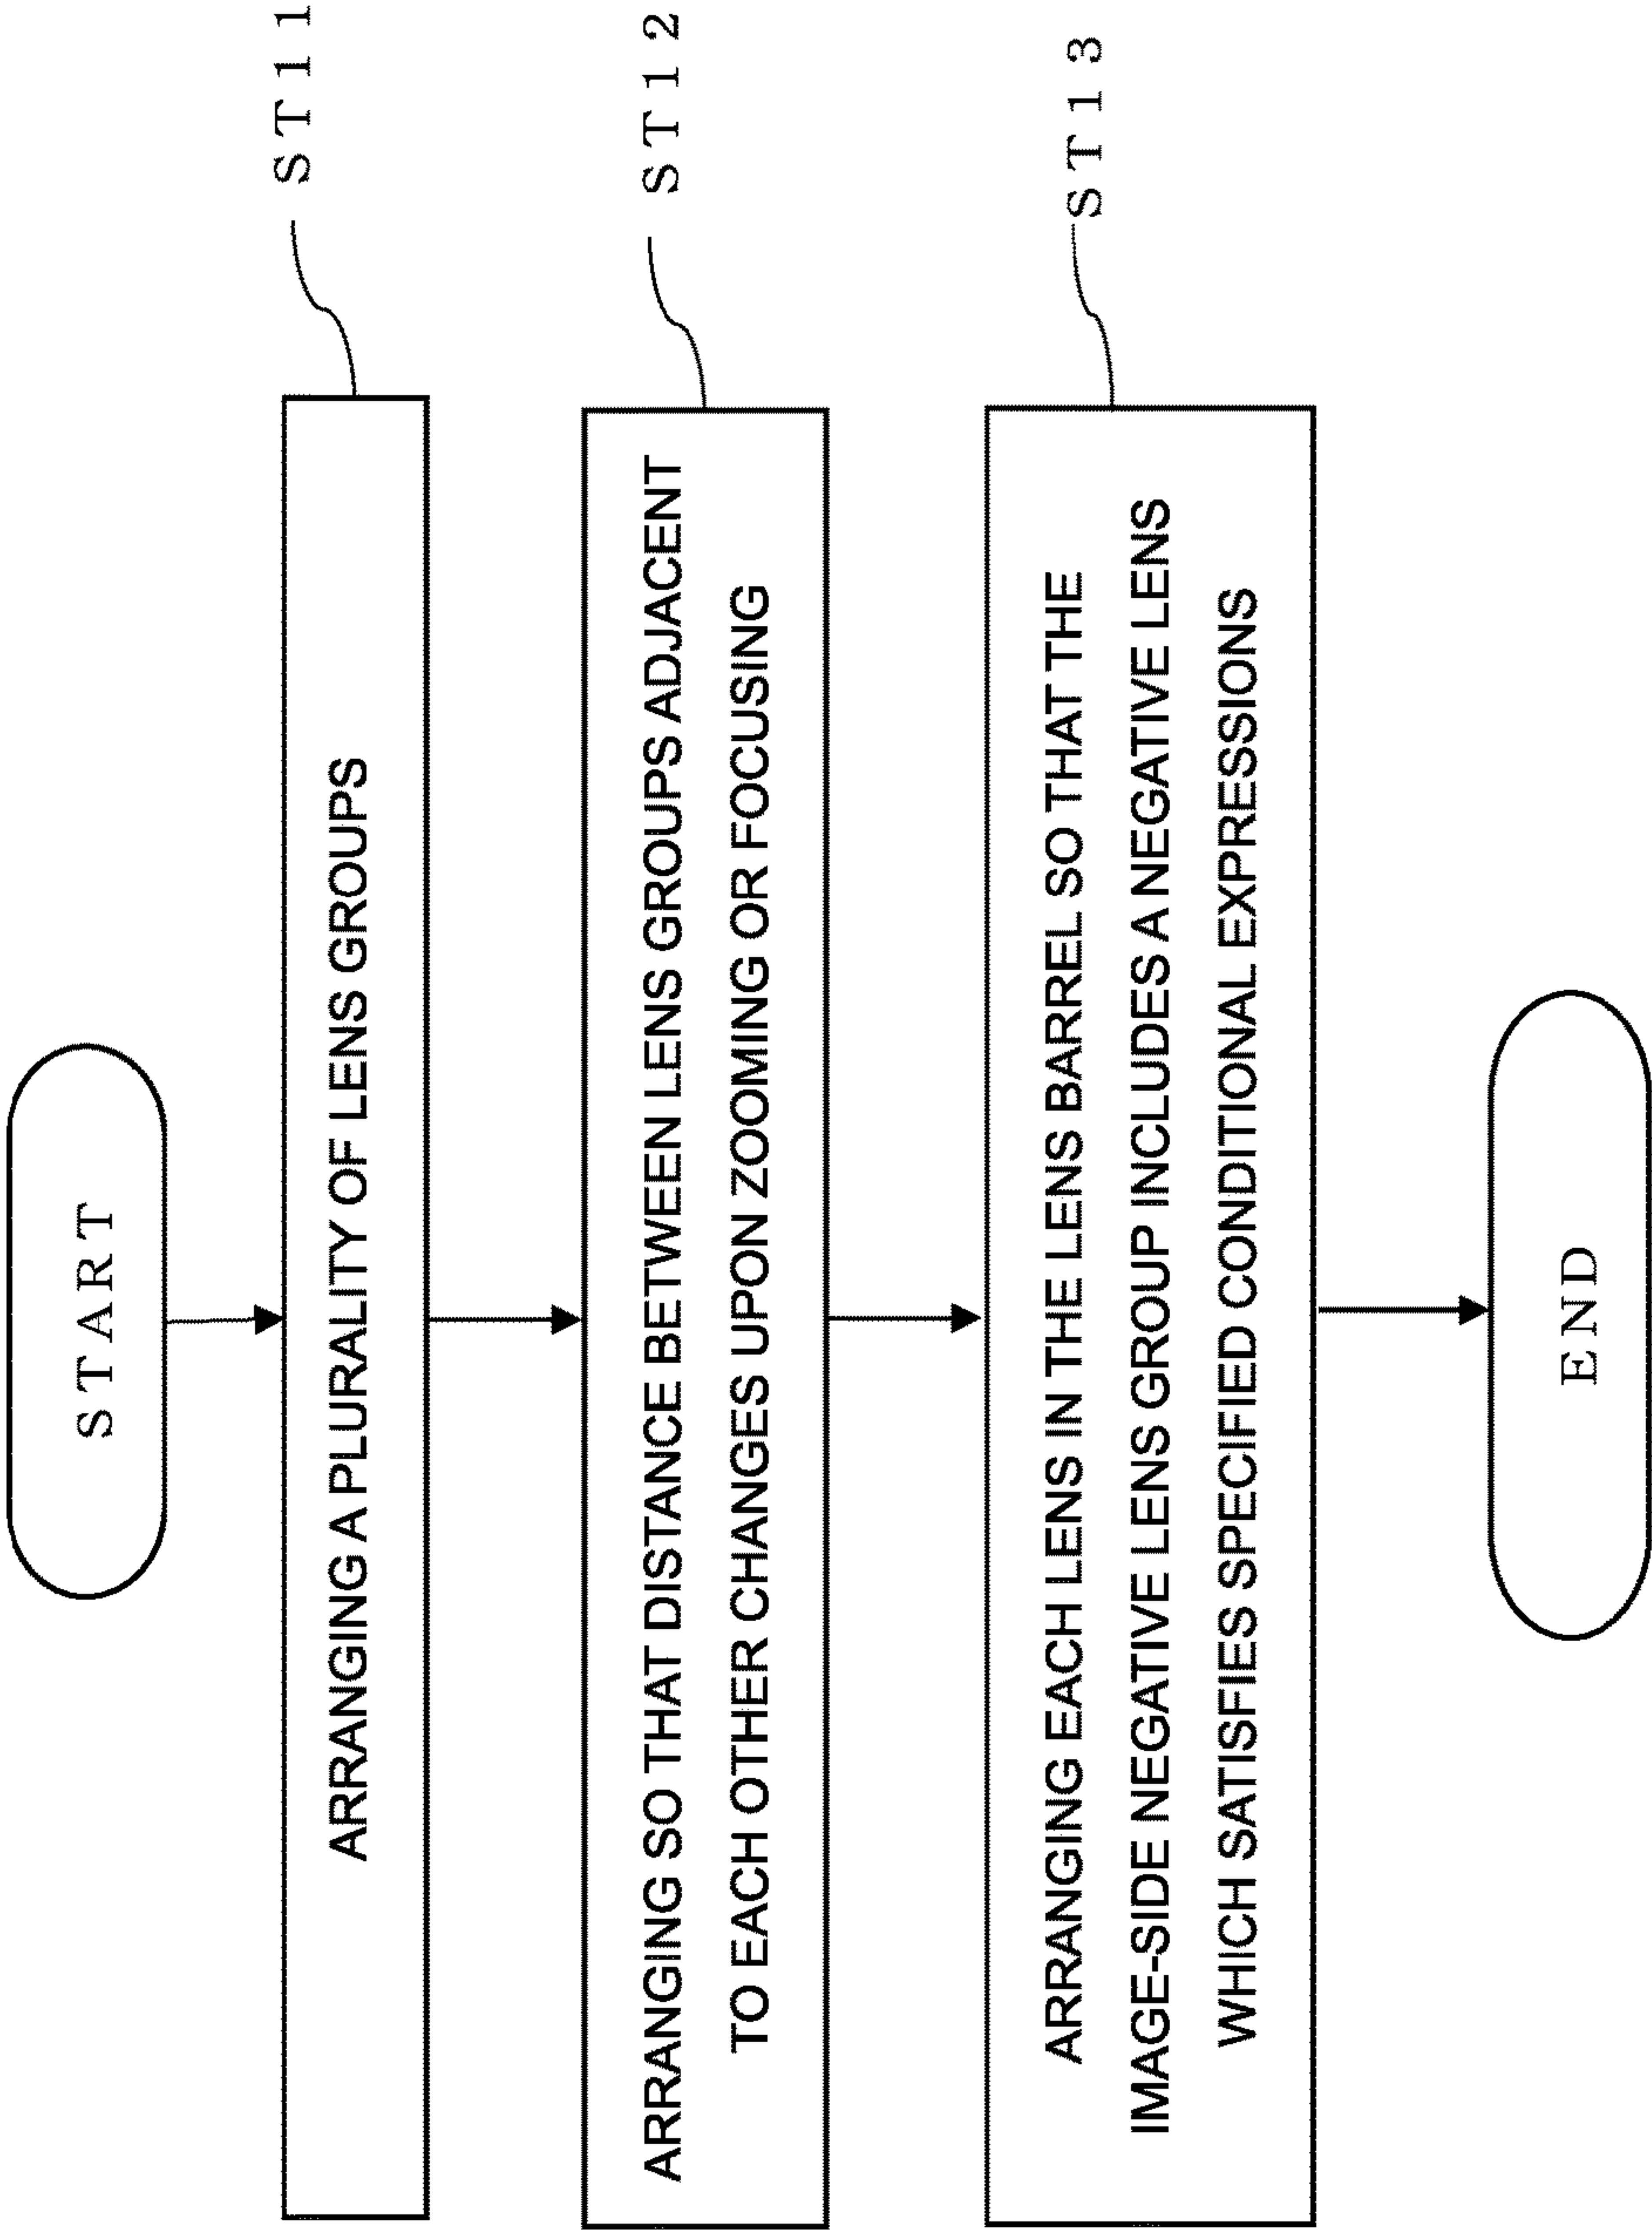 START
ARRANGING A PLURALITY OF LENS GROUPS
ST11
ARRANGING SO THAT DISTANCE BETWEEN LENS GROUPS ADJACENT
TO EACH OTHER CHANGES UPON ZOOMING OR FOCUSING
ST12
ARRANGING EACH LENS IN THE LENS BARREL SO THAT THE
IMAGE-SIDE NEGATIVE LENS GROUP INCLUDES A NEGATIVE LENS
WHICH SATISFIES SPECIFIED CONDITIONAL EXPRESSIONS
ST13
END